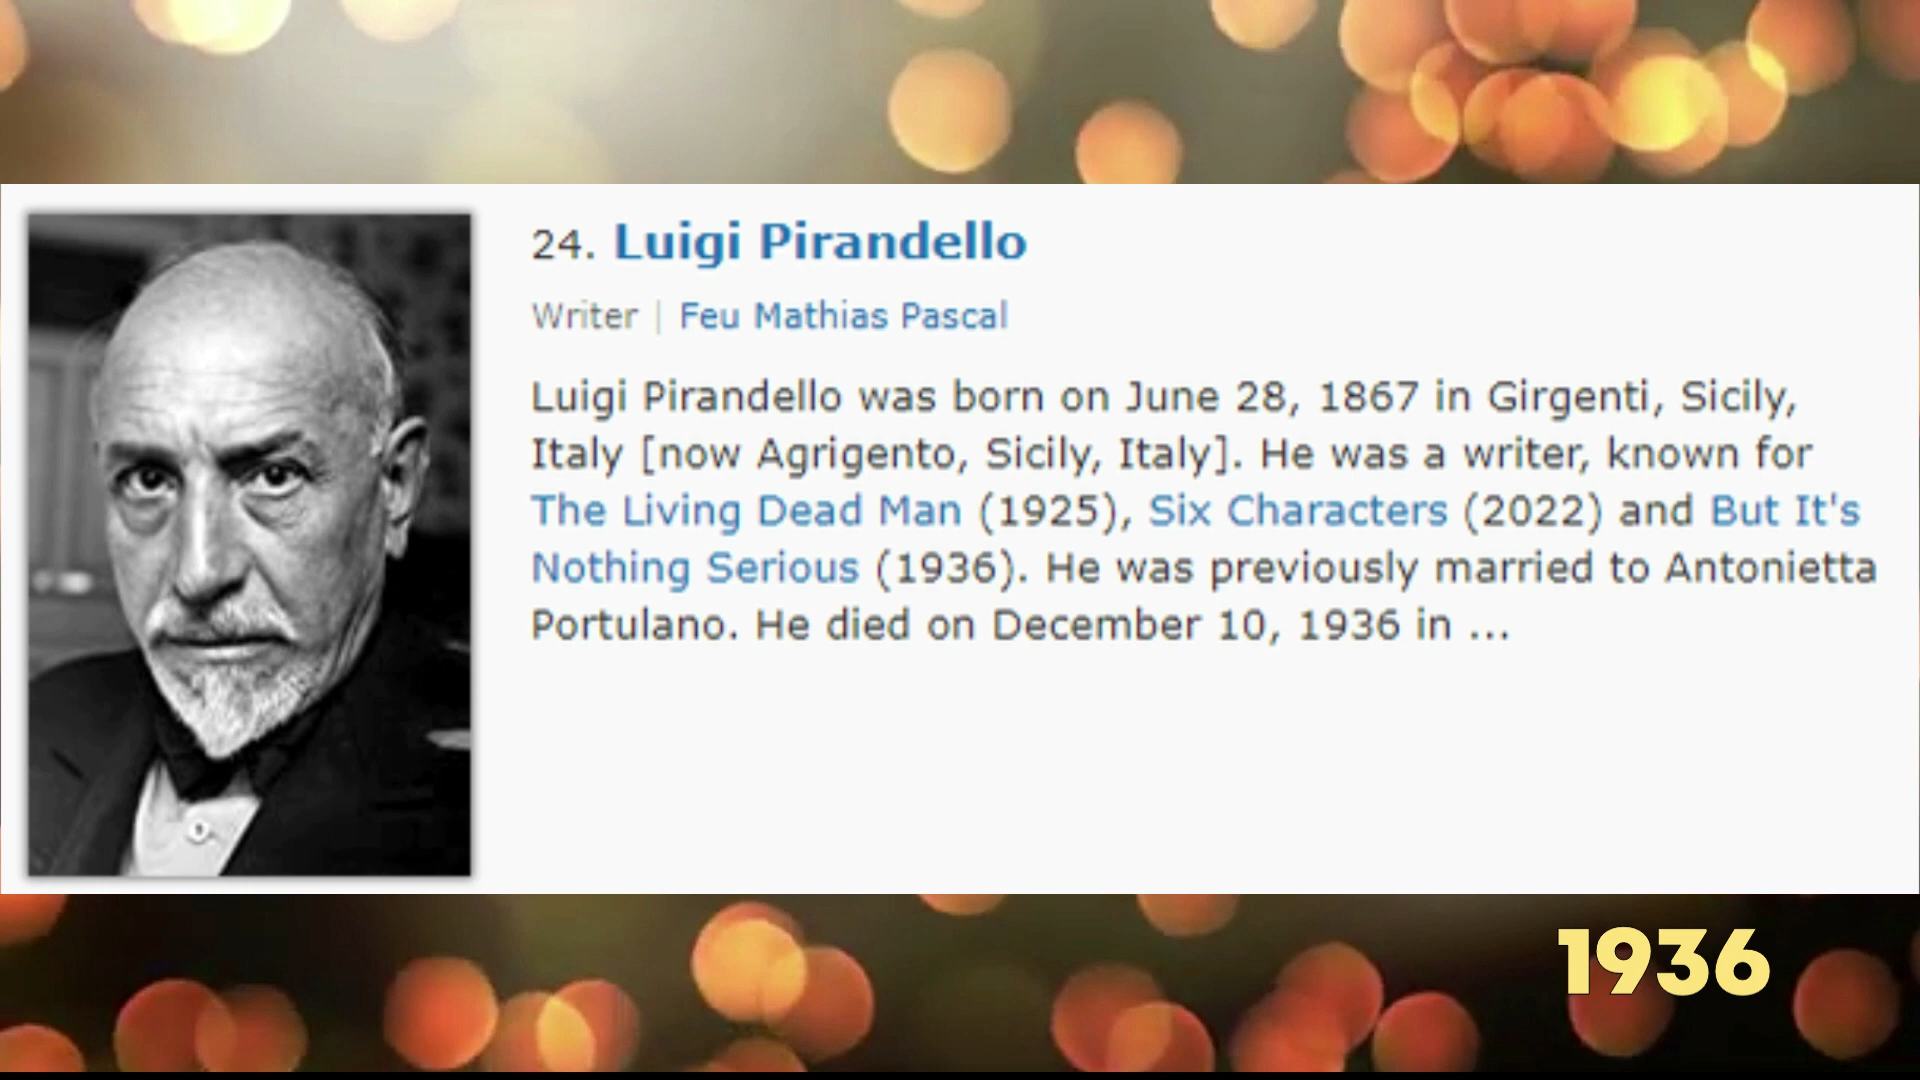 24. Luigi Pirandello
Writer | Feu Mathias Pascal
Luigi Pirandello was born on June 28, 1867 in Girgenti, Sicily,
Italy [now Agrigento, Sicily, Italy]. He was a writer, known for
The Living Dead Man (1925), Six Characters (2022) and But It's
Nothing Serious (1936). He was previously married to Antonietta
Portulano. He died on December 10, 1936 in ...
1936